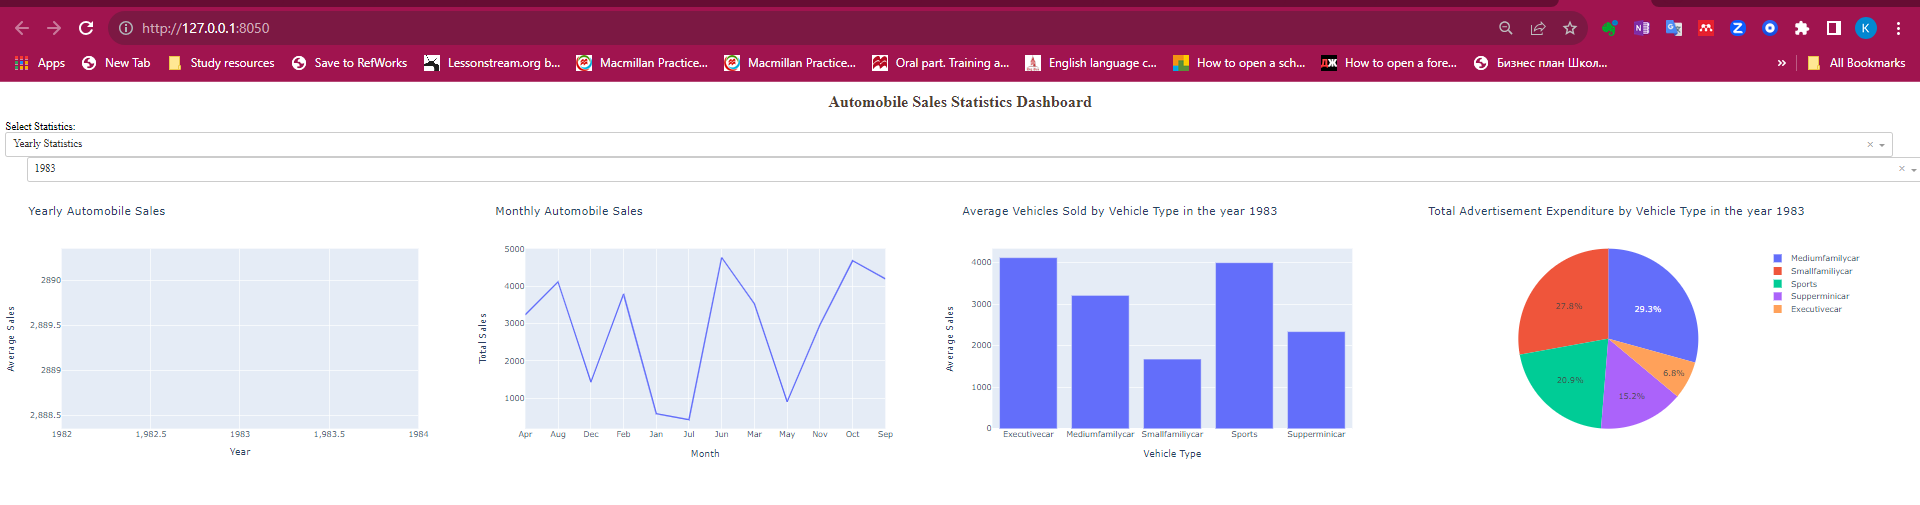 http://127.0.0.1:8050
K
Apps New Tab Study resources Save to RefWorks Lessonstream.org b... Macmillan Practice... Macmillan Practice... Oral part. Training a... English language c... How to open a sch... ДЖ How to open a fore... Бизнес план Школ... » All Bookmarks
Automobile Sales Statistics Dashboard
Select Statistics:
Yearly Statistics
1983
Yearly Automobile Sales
Average Sales
2890
2,889.5
2889
2,888.5
1982 1,982.5 1983 1,983.5 1984
Year
Monthly Automobile Sales
Total Sales
5000
4000
3000
2000
1000
Apr Aug Dec Feb Jan Jul Jun Mar May Nov Oct Sep
Month
Average Vehicles Sold by Vehicle Type in the year 1983
Average Sales
4000
3000
2000
1000
0
Executivecar Mediumfamilycar Smallfamiliycar Sports Supperminicar
Vehicle Type
Total Advertisement Expenditure by Vehicle Type in the year 1983
29.3%
27.8%
20.9%
15.2%
6.8%
Mediumfamilycar
Smallfamiliycar
Sports
Supperminicar
Executivecar